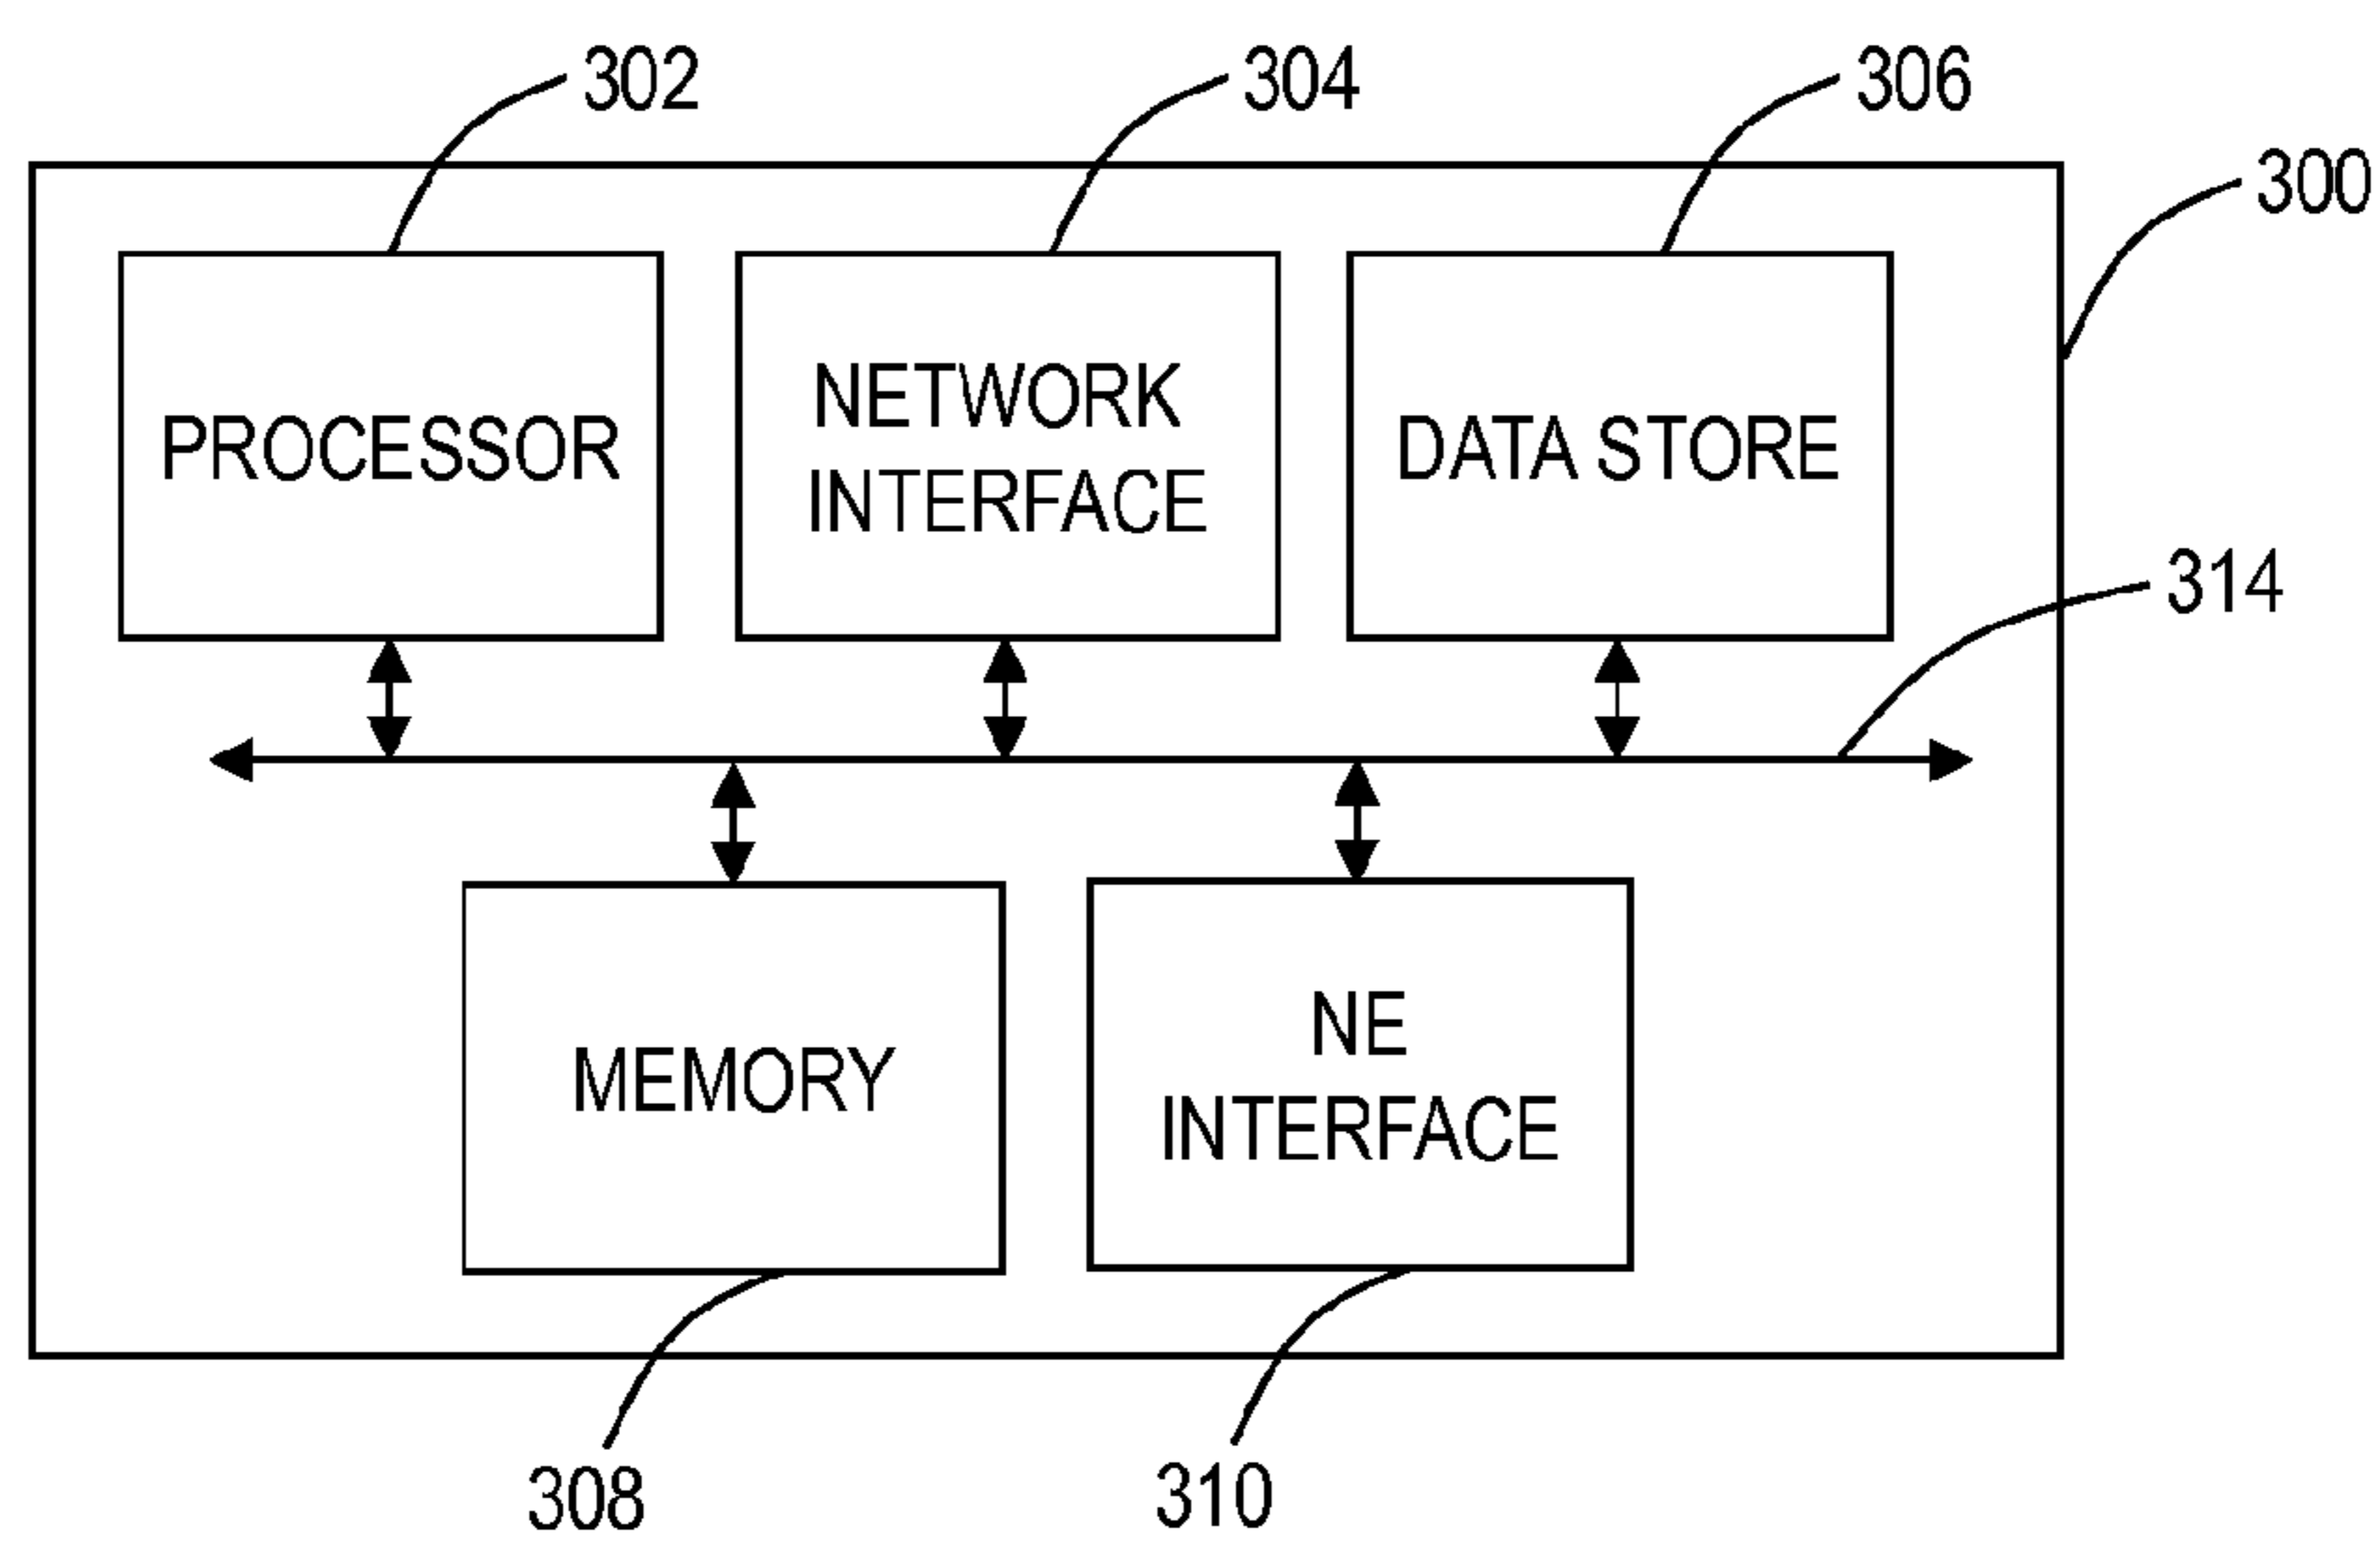 302
304
306
300
PROCESSOR
NETWORK
INTERFACE
DATA STORE
314
MEMORY
NE
INTERFACE
308
310